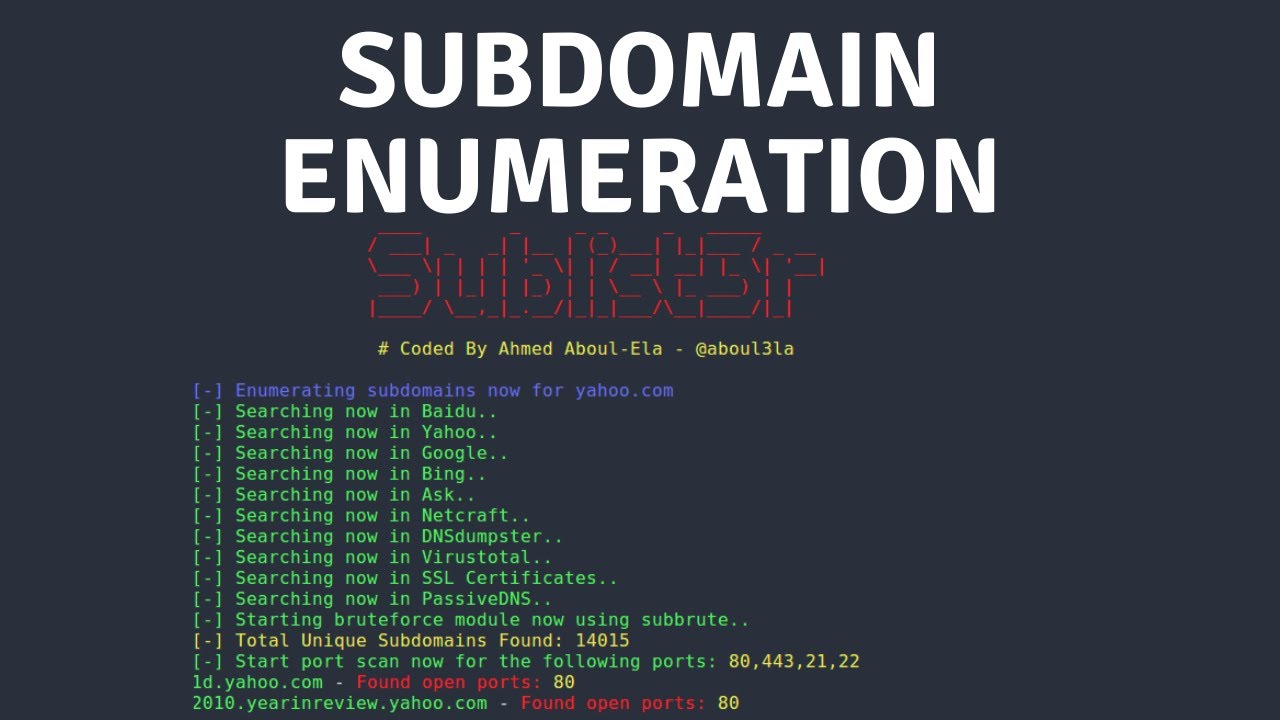 SUBDOMAIN
ENUMERATION
Sublist3r
# Coded By Ahmed Aboul-Ela - @aboul3la
[-] Enumerating subdomains now for yahoo.com
[-] Searching now in Baidu..
[-] Searching now in Yahoo..
[-] Searching now in Google..
[-] Searching now in Bing..
[-] Searching now in Ask..
[-] Searching now in Netcraft..
[-] Searching now in DNSdumpster..
[-] Searching now in Virustotal..
[-] Searching now in SSL Certificates..
[-] Searching now in PassiveDNS..
[-] Starting bruteforce module now using subbrute..
[-] Total Unique Subdomains Found: 14015
[-] Start port scan now for the following ports: 80,443,21,22
1d.yahoo.com - Found open ports: 80
2010.yearinreview.yahoo.com - Found open ports: 80